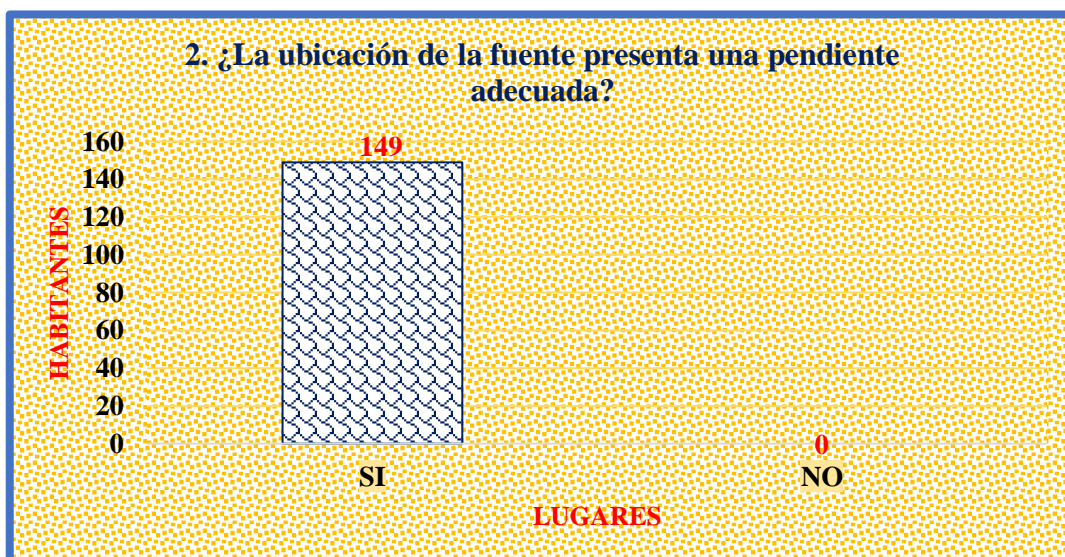 2. ¿La ubicación de la fuente presenta una pendiente
adecuada?
160
149
140
120
100
80
60
40
20
0
0
HABITANTES
SI
NO
LUGARES